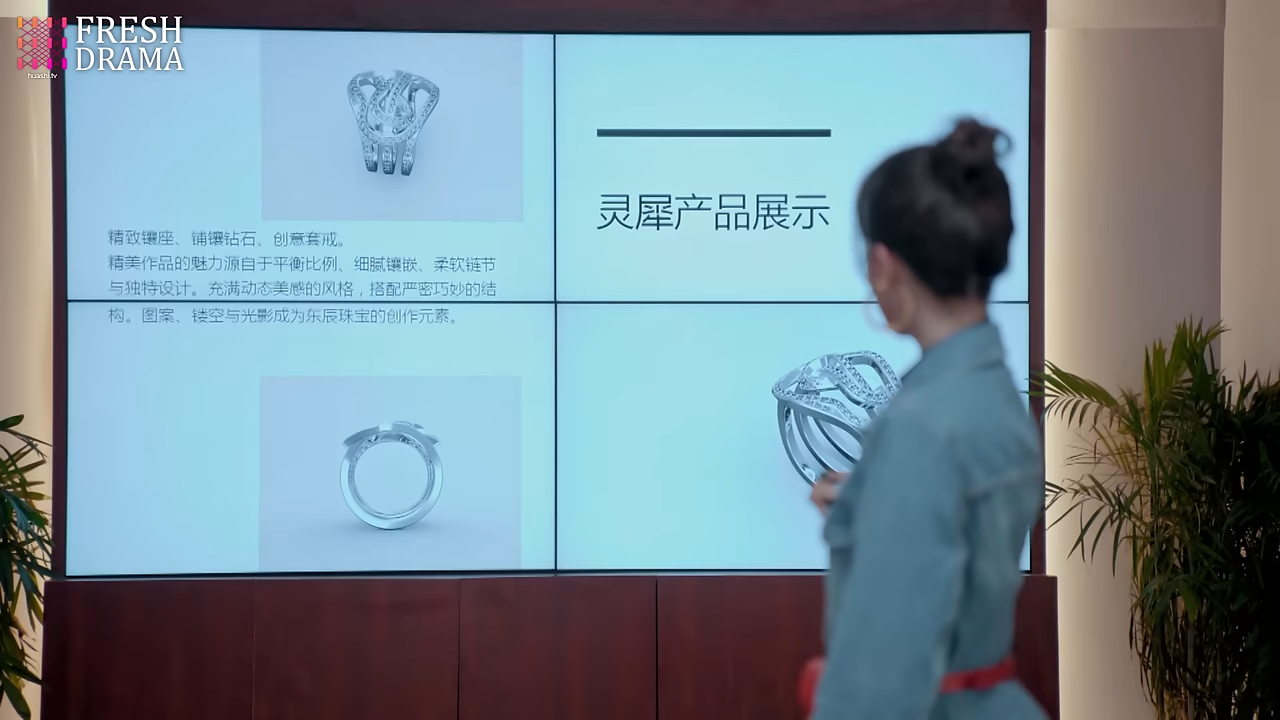 FRESH
DRAMA
huashi.tv
精致镶座、铺镶钻石、创意套戒。
精美作品的魅力源自于平衡比例、细腻镶嵌、柔软链节
与独特设计。充满动态美感的风格，搭配严密巧妙的结
构。图案、镂空与光影成为东辰珠宝的创作元素。
灵犀产品展示